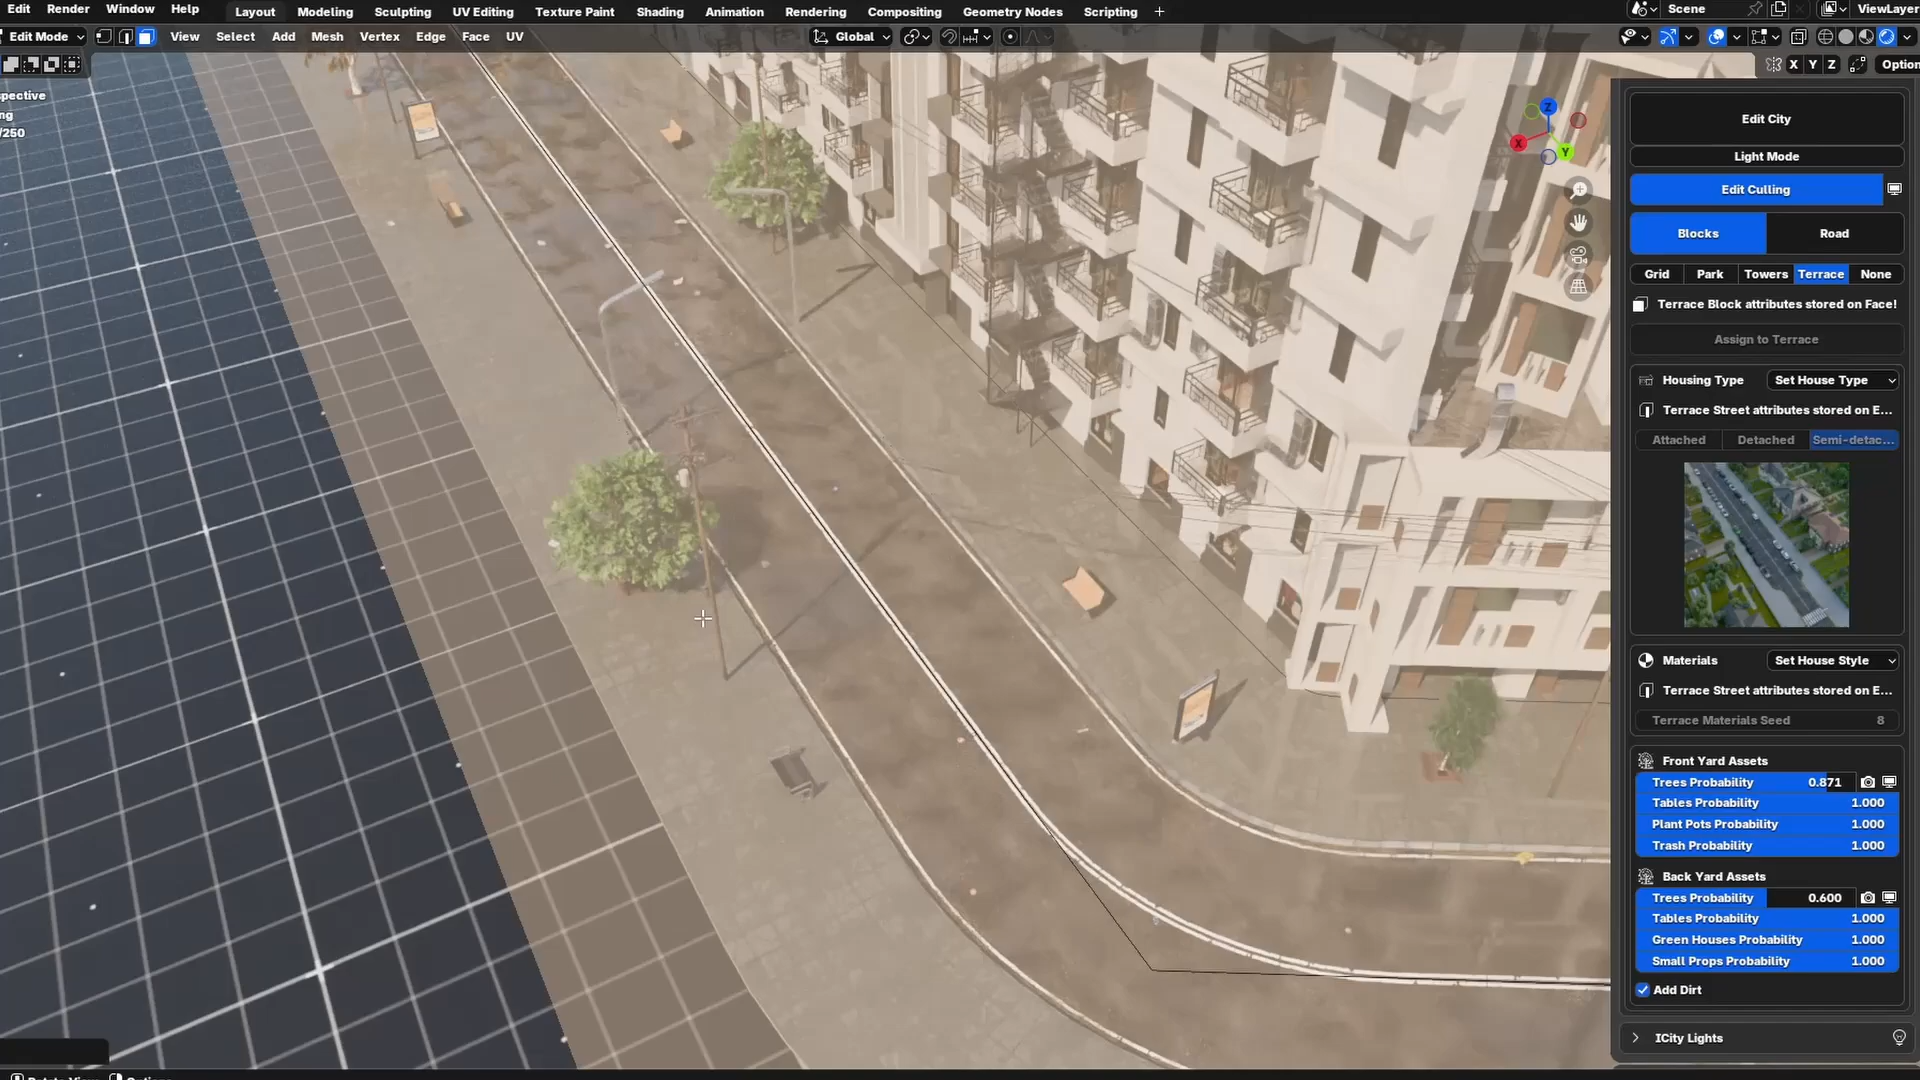 Edit Render Window Help Layout Modeling Sculpting UV Editing Texture Paint Shading Animation Rendering Compositing Geometry Nodes Scripting + Scene ViewLayer
Edit Mode View Select Add Mesh Vertex Edge Face UV Global
X Y Z Option
spective
ng
/250
Z
X
Y
Edit City
Light Mode
Edit Culling
Blocks Road
Grid Park Towers Terrace None
Terrace Block attributes stored on Face!
Assign to Terrace
Housing Type Set House Type
Terrace Street attributes stored on E...
Attached Detached Semi-detac...
Materials Set House Style
Terrace Street attributes stored on E...
Terrace Materials Seed 8
Front Yard Assets
Trees Probability 0.871
Tables Probability 1.000
Plant Pots Probability 1.000
Trash Probability 1.000
Back Yard Assets
Trees Probability 0.600
Tables Probability 1.000
Green Houses Probability 1.000
Small Props Probability 1.000
Add Dirt
ICity Lights